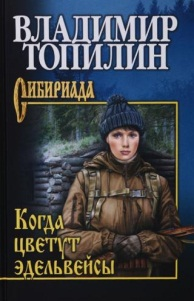 ВЛАДИМИР
ТОПИЛИН
Сибириада
Когда
цветут
эдельвейсы